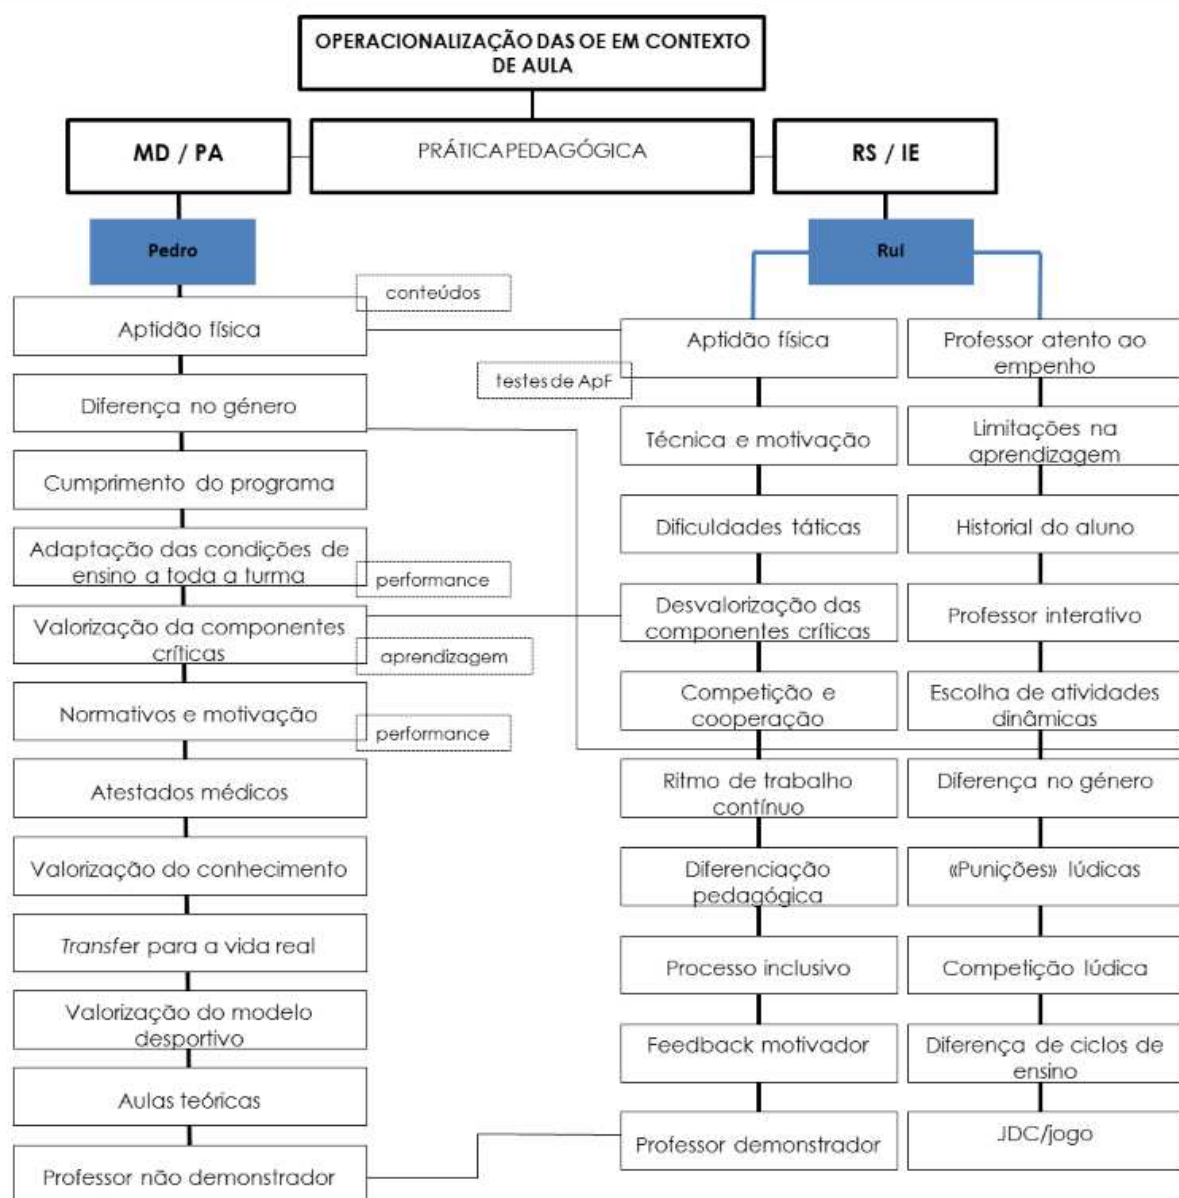 OPERACIONALIZAÇÃO DAS OE EM CONTEXTO
DE AULA
MD / PA
PRÁTICA PEDAGÓGICA
RS / IE
Pedro
Rui
conteúdos
Aptidão física
Diferença no género
Cumprimento do programa
Adaptação das condições de
ensino a toda a turma
performance
Valorização da componentes
críticas
aprendizagem
Normativos e motivação
performance
Atestados médicos
Valorização do conhecimento
Transfer para a vida real
Valorização do modelo
desportivo
Aulas teóricas
Professor não demonstrador
testes de ApF
Aptidão física
Técnica e motivação
Dificuldades táticas
Desvalorização das
componentes críticas
Competição e
cooperação
Ritmo de trabalho
contínuo
Diferenciação
pedagógica
Processo inclusivo
Feedback motivador
Professor demonstrador
Professor atento ao
empenho
Limitações na
aprendizagem
Historial do aluno
Professor interativo
Escolha de atividades
dinâmicas
Diferença no género
«Punições» lúdicas
Competição lúdica
Diferença de ciclos de
ensino
JDC/jogo